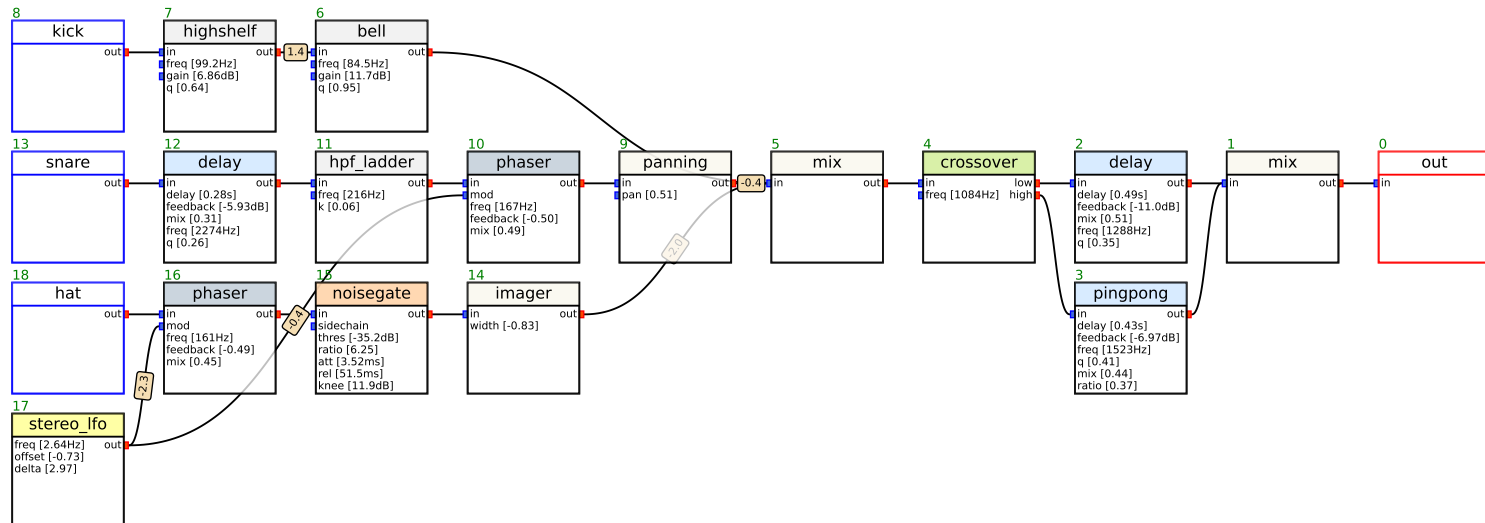 8
kick
out
7
highshelf
in out
freq [99.2Hz]
gain [6.86dB]
q [0.64]
1.4
6
bell
in out
freq [84.5Hz]
gain [11.7dB]
q [0.95]
13
snare
out
12
delay
in out
delay [0.28s]
feedback [-5.93dB]
mix [0.31]
freq [2274Hz]
q [0.26]
11
hpf_ladder
in out
freq [216Hz]
k [0.06]
10
phaser
in out
mod
freq [167Hz]
feedback [-0.50]
mix [0.49]
9
panning
in out
pan [0.51]
-0.4
5
mix
in out
4
crossover
in low
freq [1084Hz] high
2
delay
in out
delay [0.49s]
feedback [-11.0dB]
mix [0.51]
freq [1288Hz]
q [0.35]
1
mix
in out
0
out
in
18
hat
out
16
phaser
in out
mod
freq [161Hz]
feedback [-0.49]
mix [0.45]
-0.4
15
noisegate
in out
sidechain
thres [-35.2dB]
ratio [6.25]
att [3.52ms]
rel [51.5ms]
knee [11.9dB]
14
imager
in out
width [-0.83]
-2.0
3
pingpong
in out
delay [0.43s]
feedback [-6.97dB]
freq [1523Hz]
q [0.41]
mix [0.44]
ratio [0.37]
-2.3
17
stereo_lfo
freq [2.64Hz] out
offset [-0.73]
delta [2.97]